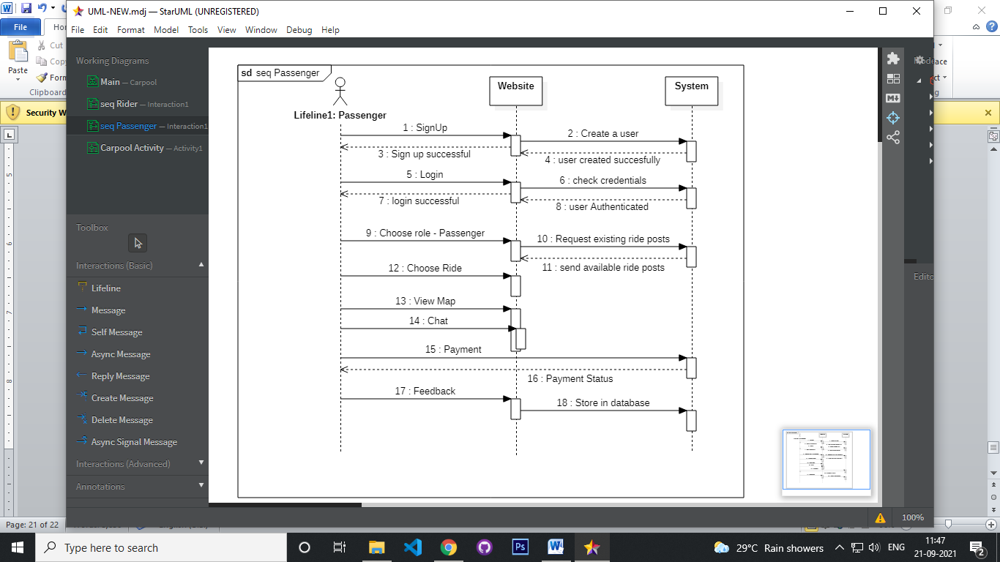 UML-NEW.mdj — StarUML (UNREGISTERED)
File
File Edit Format Model Tools View Window Debug Help
Cut
Copy
Paste
Clipboard
Working Diagrams
Main — Carpool
seq Rider — Interaction1
seq Passenger — Interaction1
Carpool Activity — Activity1
Toolbox
Interactions (Basic)
Lifeline
Message
Self Message
Async Message
Reply Message
Create Message
Delete Message
Async Signal Message
Interactions (Advanced)
Annotations
sd seq Passenger
Lifeline1: Passenger
Website
System
1 : SignUp
2 : Create a user
3 : Sign up successful
4 : user created succesfully
5 : Login
6 : check credentials
7 : login successful
8 : user Authenticated
9 : Choose role - Passenger
10 : Request existing ride posts
11 : send available ride posts
12 : Choose Ride
13 : View Map
14 : Chat
15 : Payment
16 : Payment Status
17 : Feedback
18 : Store in database
5
6
7
8
100%
Page: 21 of 22
Type here to search
29°C Rain showers
ENG
11:47
21-09-2021
2